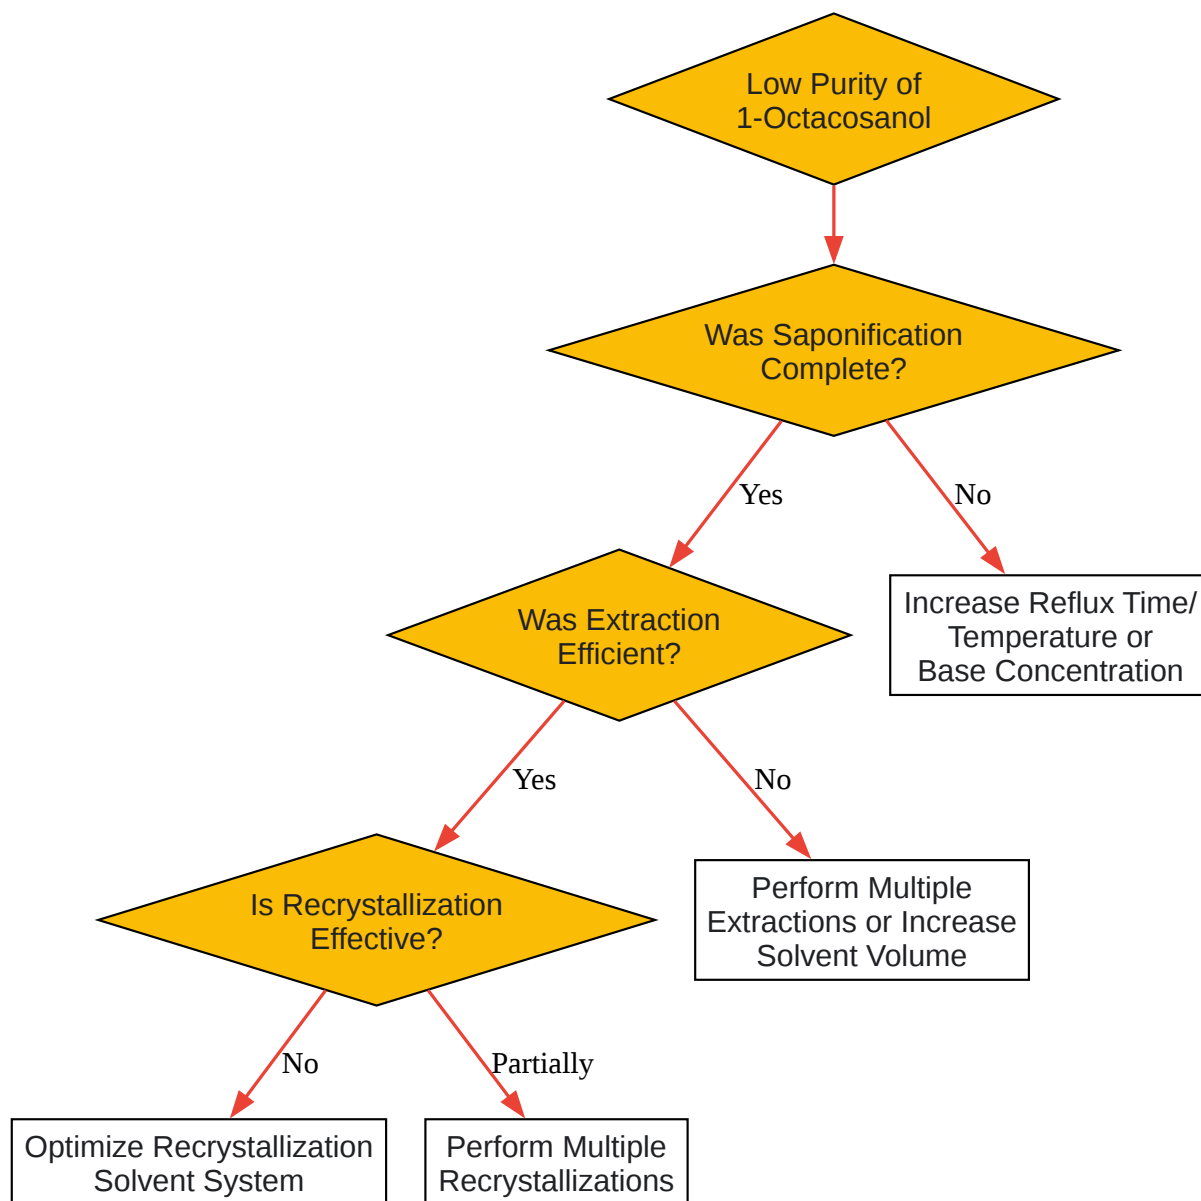 Low Purity of
1-Octacosanol
Was Saponification
Complete?
Yes
No
Was Extraction
Efficient?
Increase Reflux Time/
Temperature or
Base Concentration
Yes
No
Is Recrystallization
Effective?
Perform Multiple
Extractions or Increase
Solvent Volume
No
Partially
Optimize Recrystallization
Solvent System
Perform Multiple
Recrystallizations